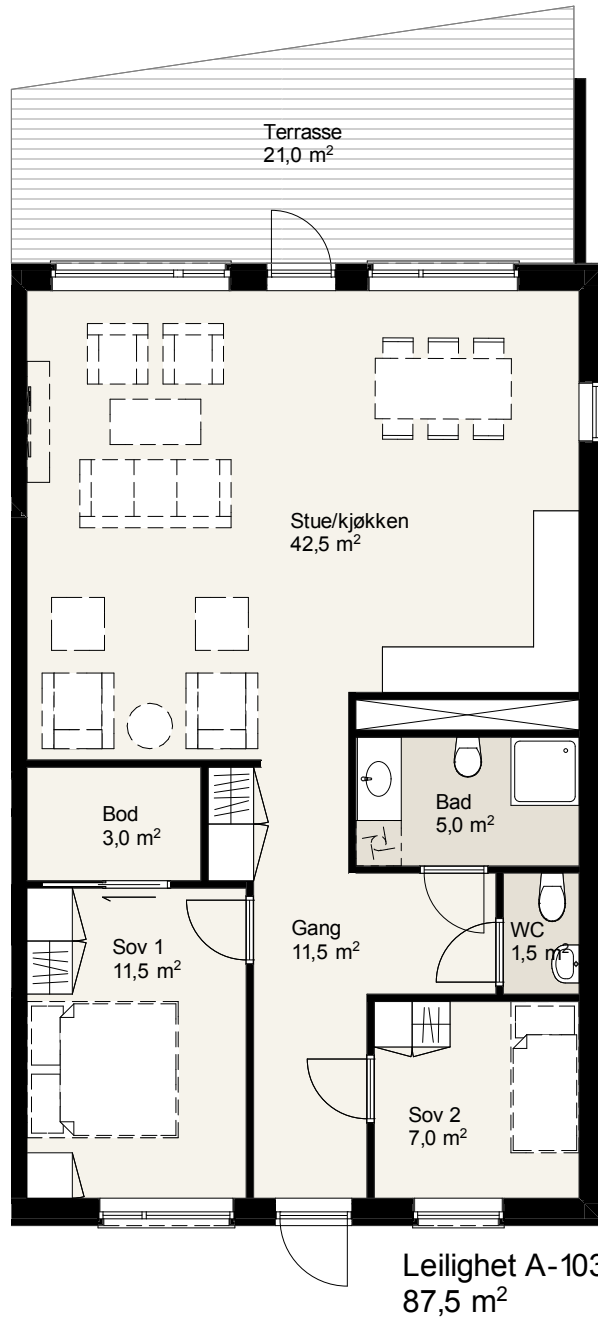 Terrasse
21,0 m²
Stue/kjøkken
42,5 m²
Bod
3,0 m²
Bad
5,0 m²
Gang
11,5 m²
WC
1,5 m²
Sov 1
11,5 m²
Sov 2
7,0 m²
Leilighet A-103
87,5 m²